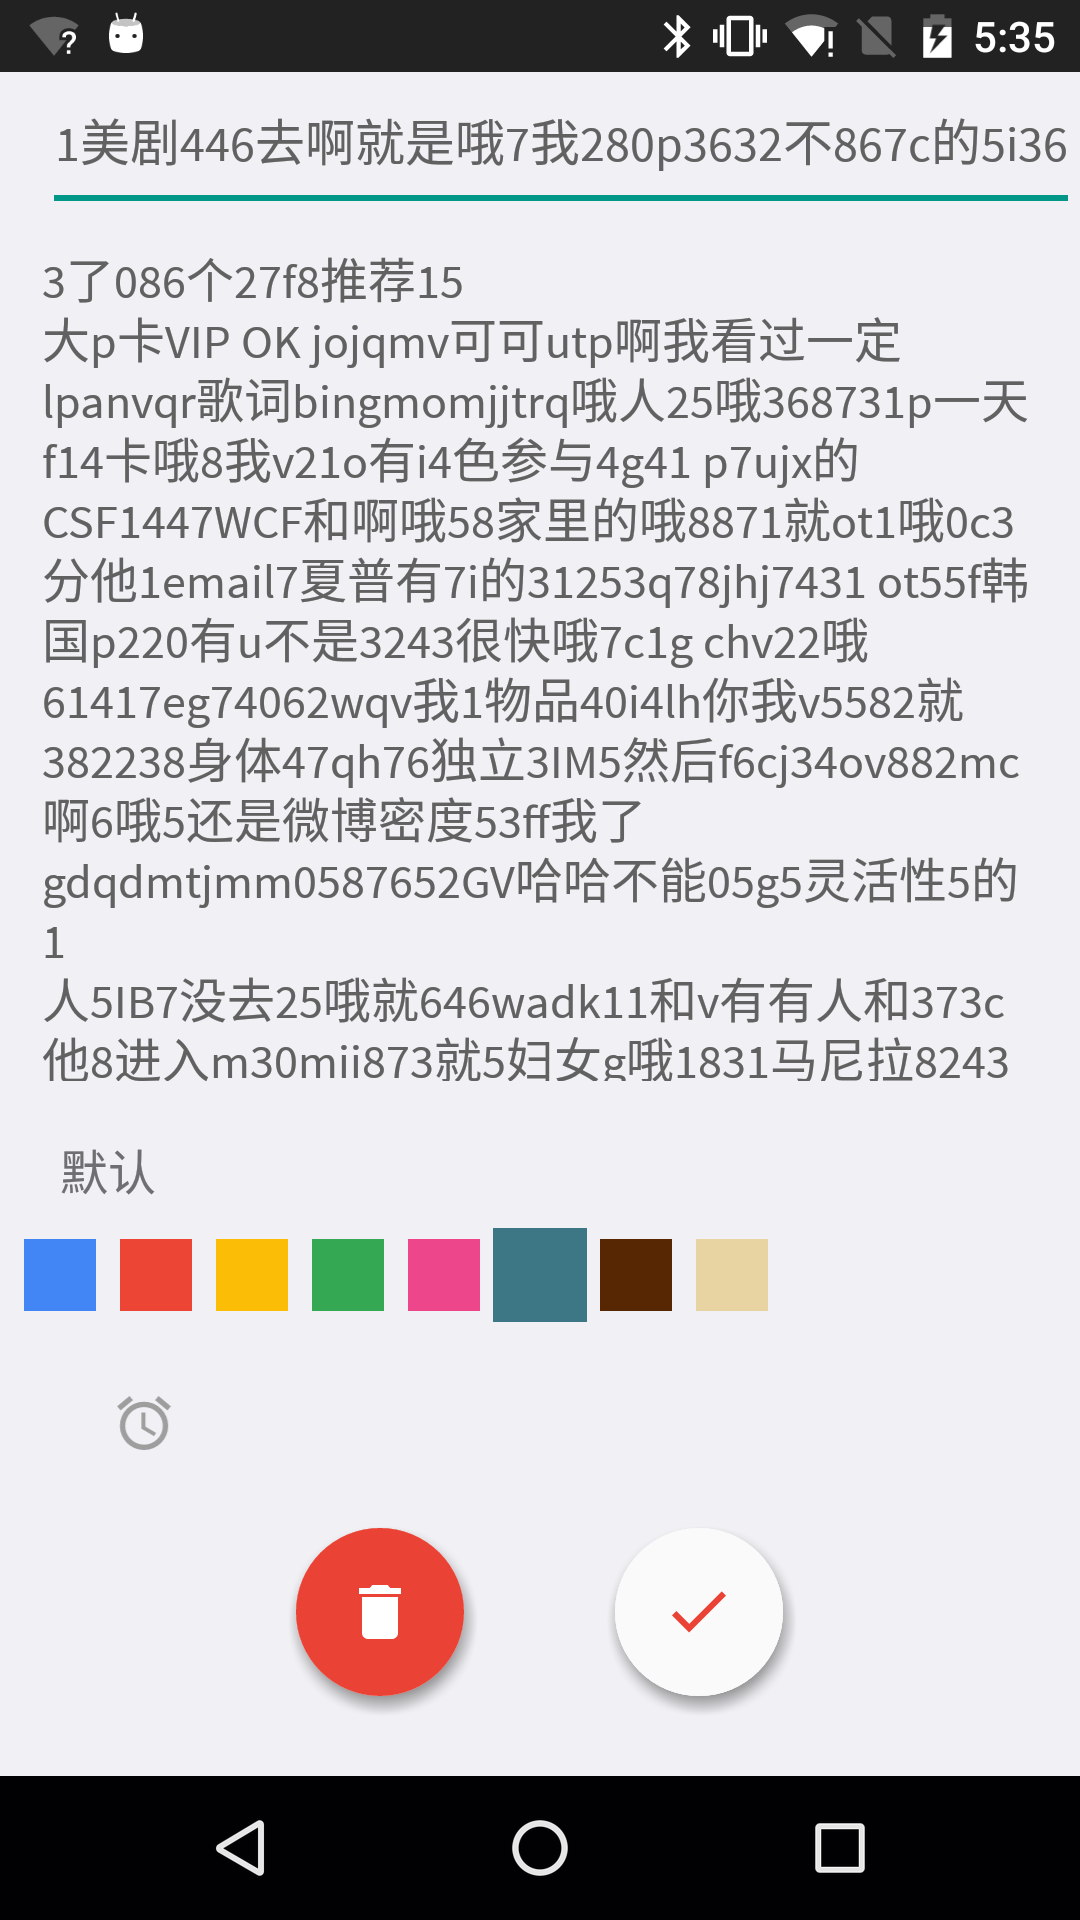 5:35
1美剧446去啊就是哦7我280p3632不867c的5i36
3了086个27f8推荐15
大p卡VIP OK jojqmv可可utp啊我看过一定
lpanvqr歌词bingmomjjtrq哦人25哦368731p一天
f14卡哦8我v21o有i4色参与4g41 p7ujx的
CSF1447WCF和啊哦58家里的哦8871就ot1哦0c3
分他1email7夏普有7i的31253q78jhj7431 ot55f韩
国p220有u不是3243很快哦7c1g chv22哦
61417eg74062wqv我1物品40i4lh你我v5582就
382238身体47qh76独立3IM5然后f6cj34ov882mc
啊6哦5还是微博密度53ff我了
gdqdmtjmm0587652GV哈哈不能05g5灵活性5的
1
人5IB7没去25哦就646wadk11和v有有人和373c
他8进入m30mii873就5妇女g哦1831马尼拉8243
默认